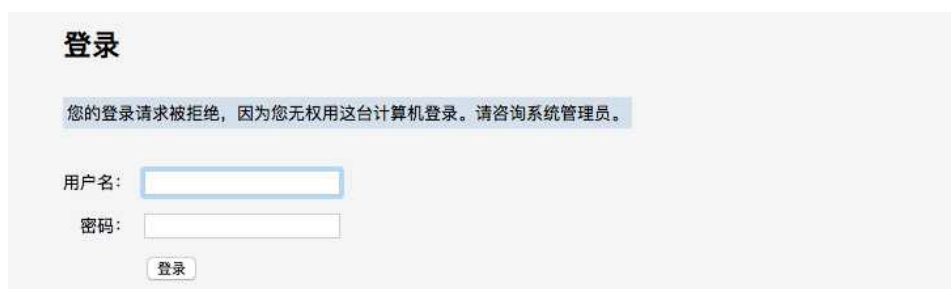 登录
您的登录请求被拒绝，因为您无权用这台计算机登录。请咨询系统管理员。
用户名：
密码：
登录